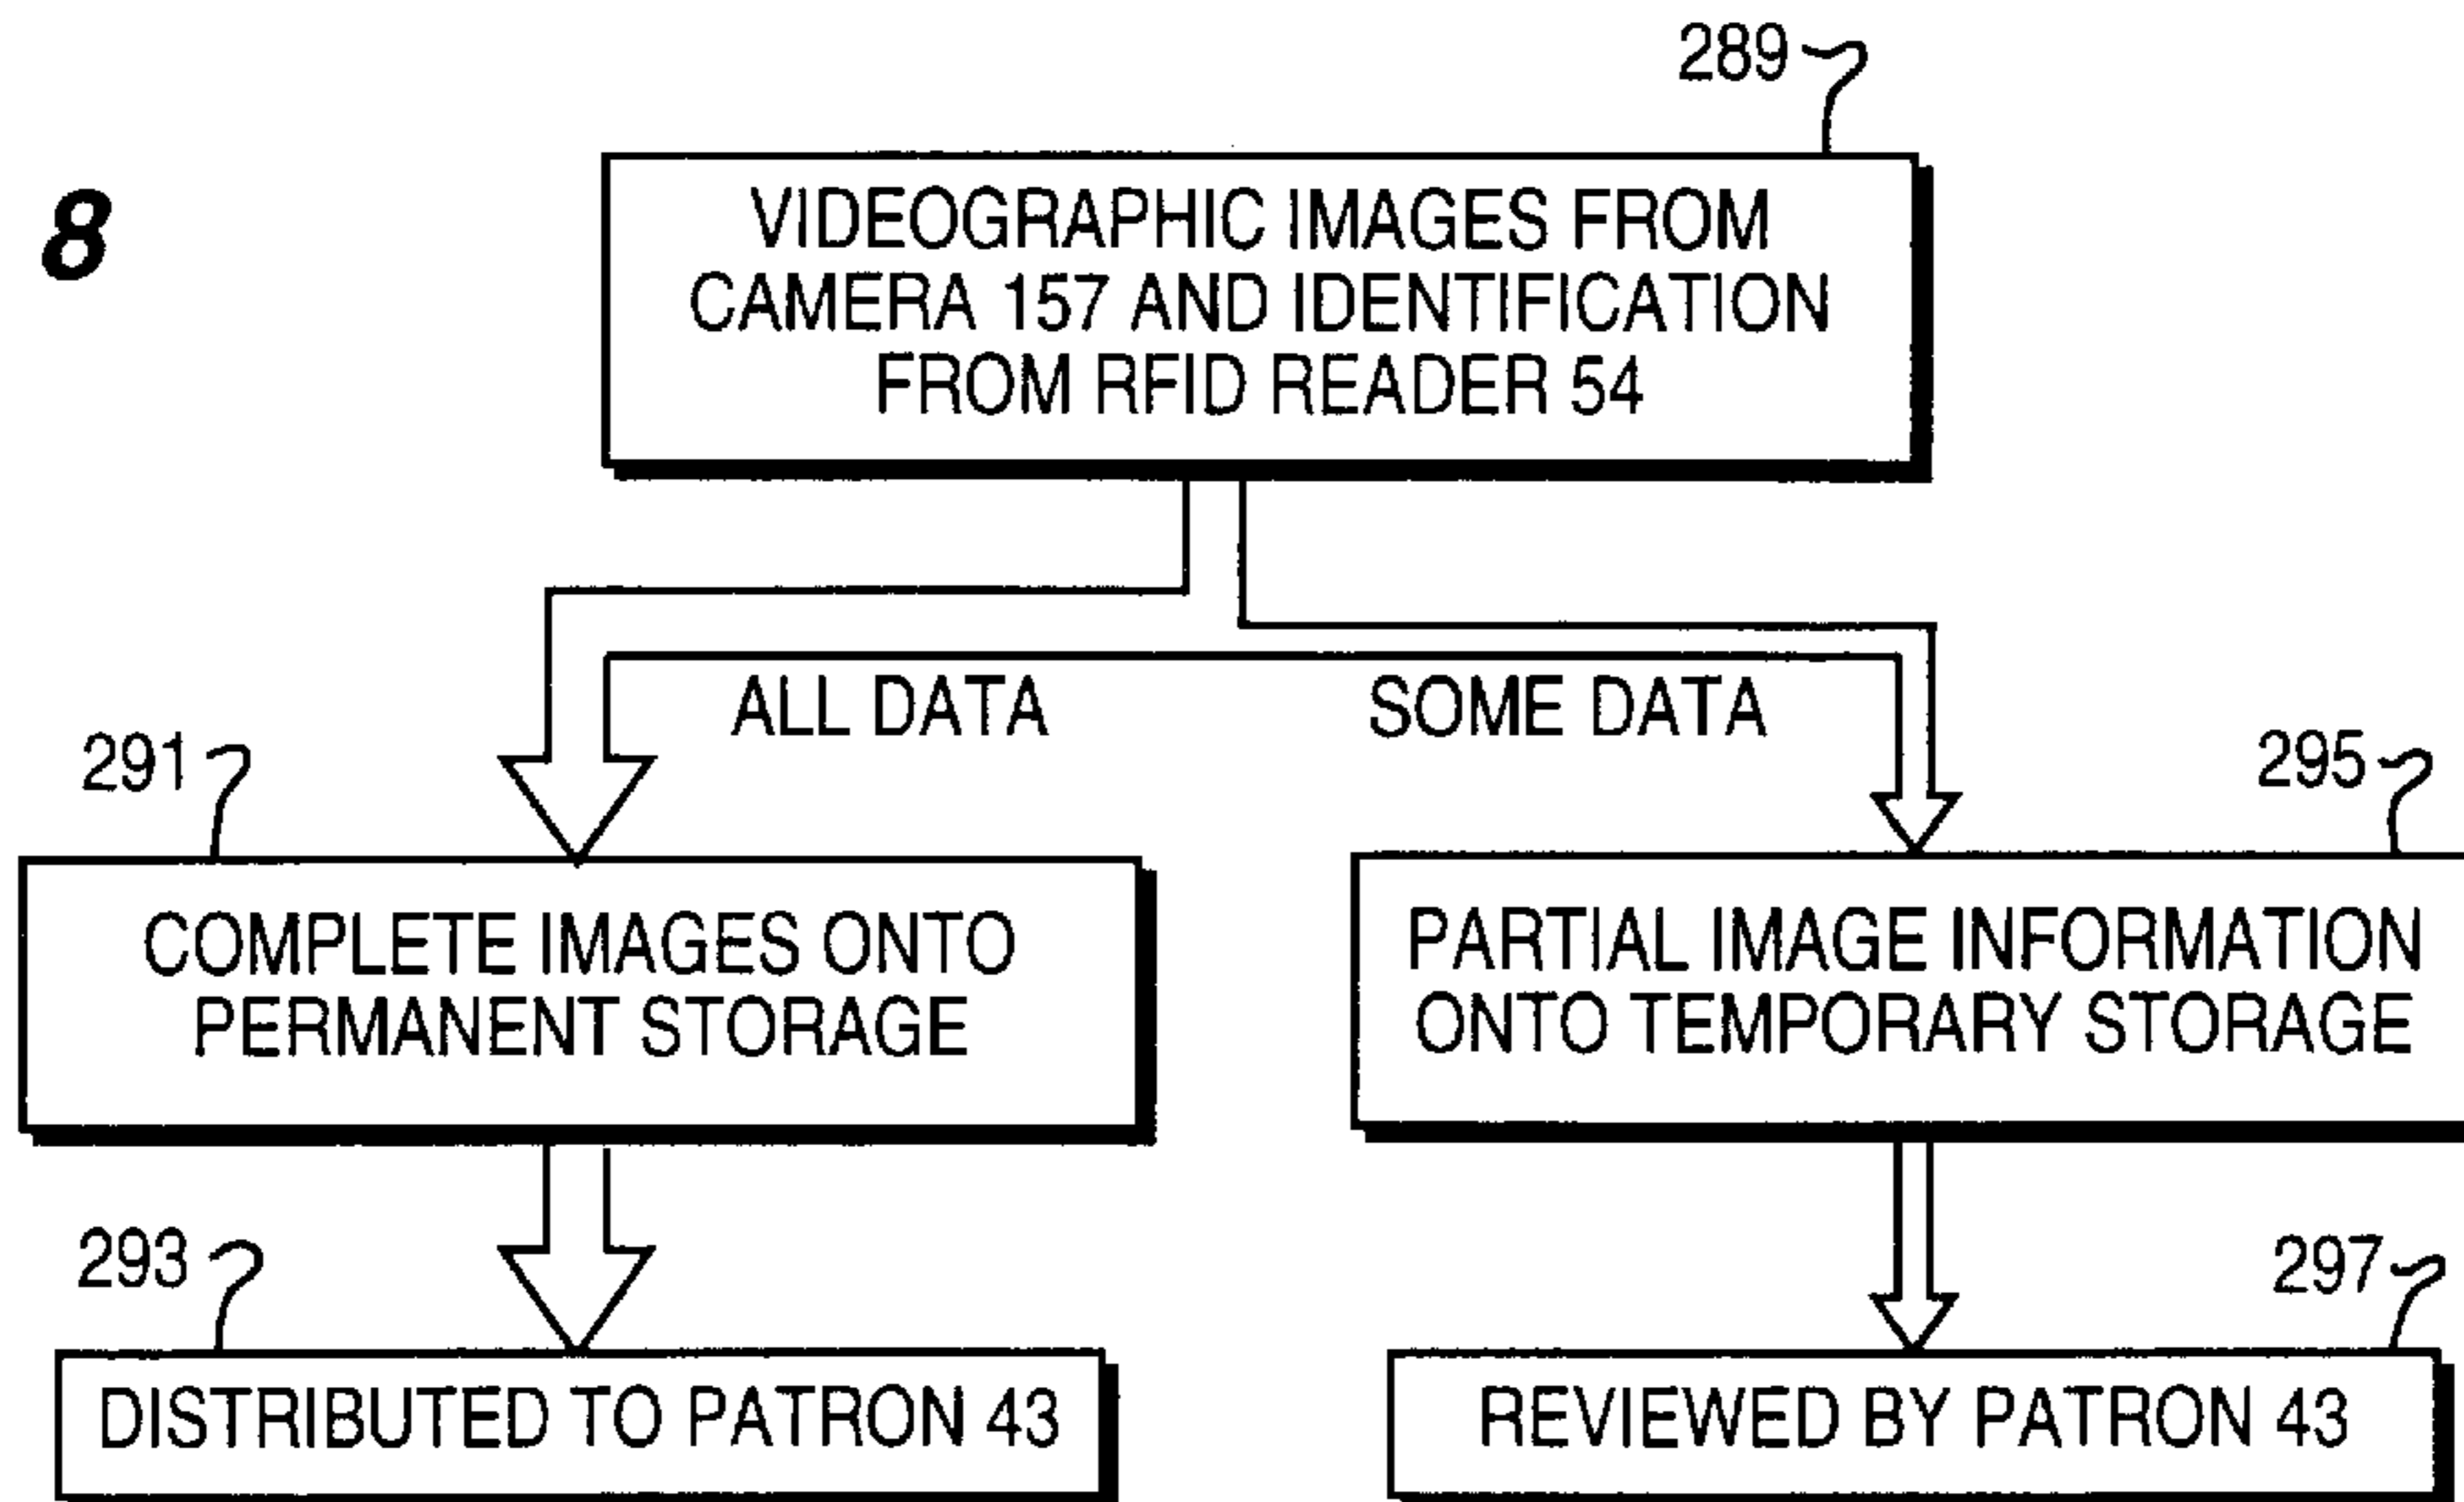 289
8
VIDEOGRAPHIC IMAGES FROM
CAMERA 157 AND IDENTIFICATION
FROM RFID READER 54
ALL DATA
SOME DATA
291
295
COMPLETE IMAGES ONTO
PERMANENT STORAGE
PARTIAL IMAGE INFORMATION
ONTO TEMPORARY STORAGE
293
297
DISTRIBUTED TO PATRON 43
REVIEWED BY PATRON 43